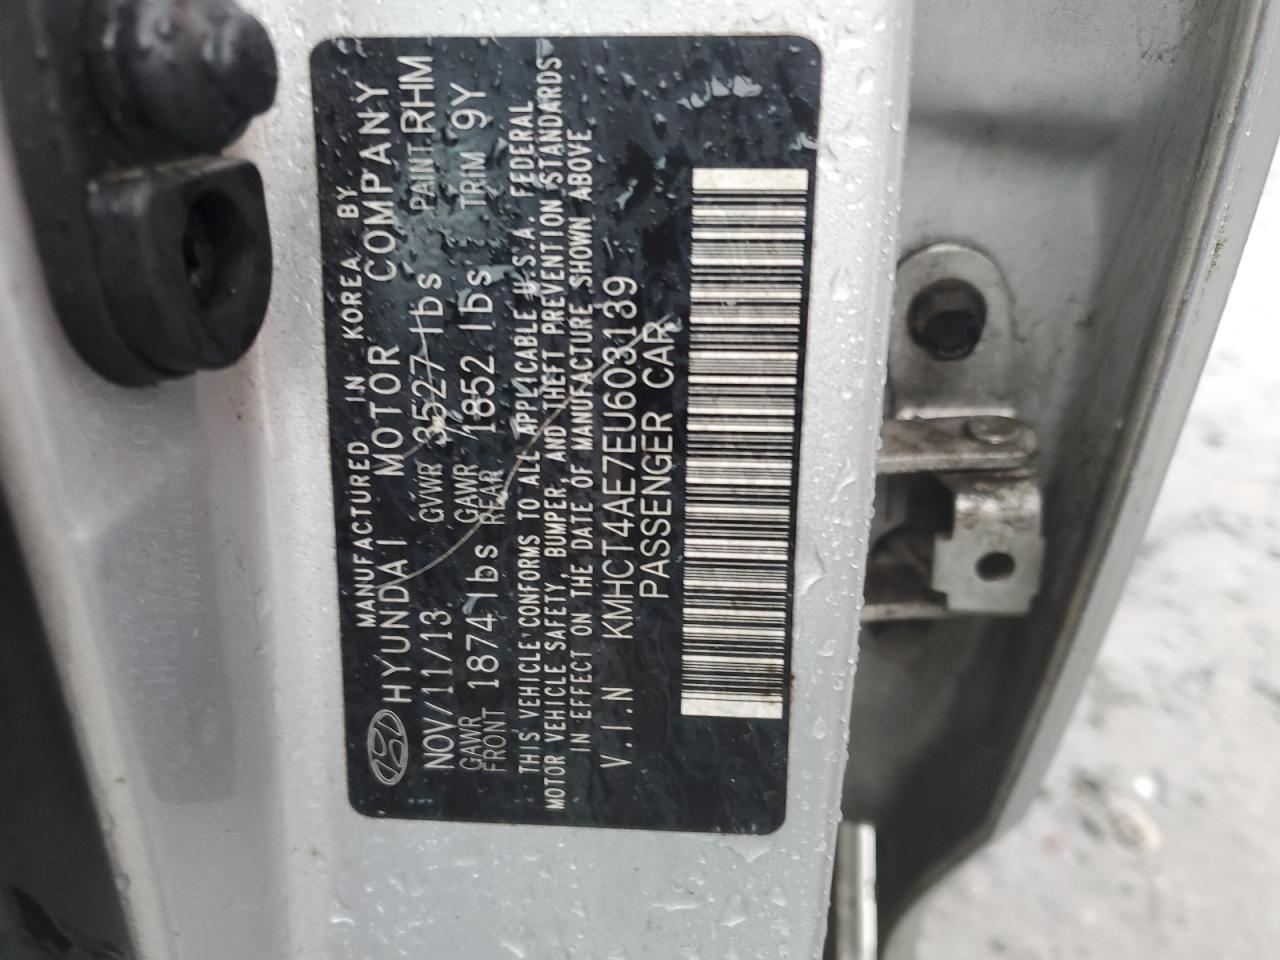 MANUFACTURED IN KOREA BY
HYUNDAI MOTOR COMPANY
NOV/11/13 GVWR 3527 lbs PAINT RHM
GAWR FRONT 1874 lbs GAWR REAR 1852 lbs TRIM 9Y
THIS VEHICLE CONFORMS TO ALL APPLICABLE U.S.A. FEDERAL
MOTOR VEHICLE SAFETY, BUMPER, AND THEFT PREVENTION STANDARDS
IN EFFECT ON THE DATE OF MANUFACTURE SHOWN ABOVE
V.I.N KMHCT4AE7EU603139
PASSENGER CAR